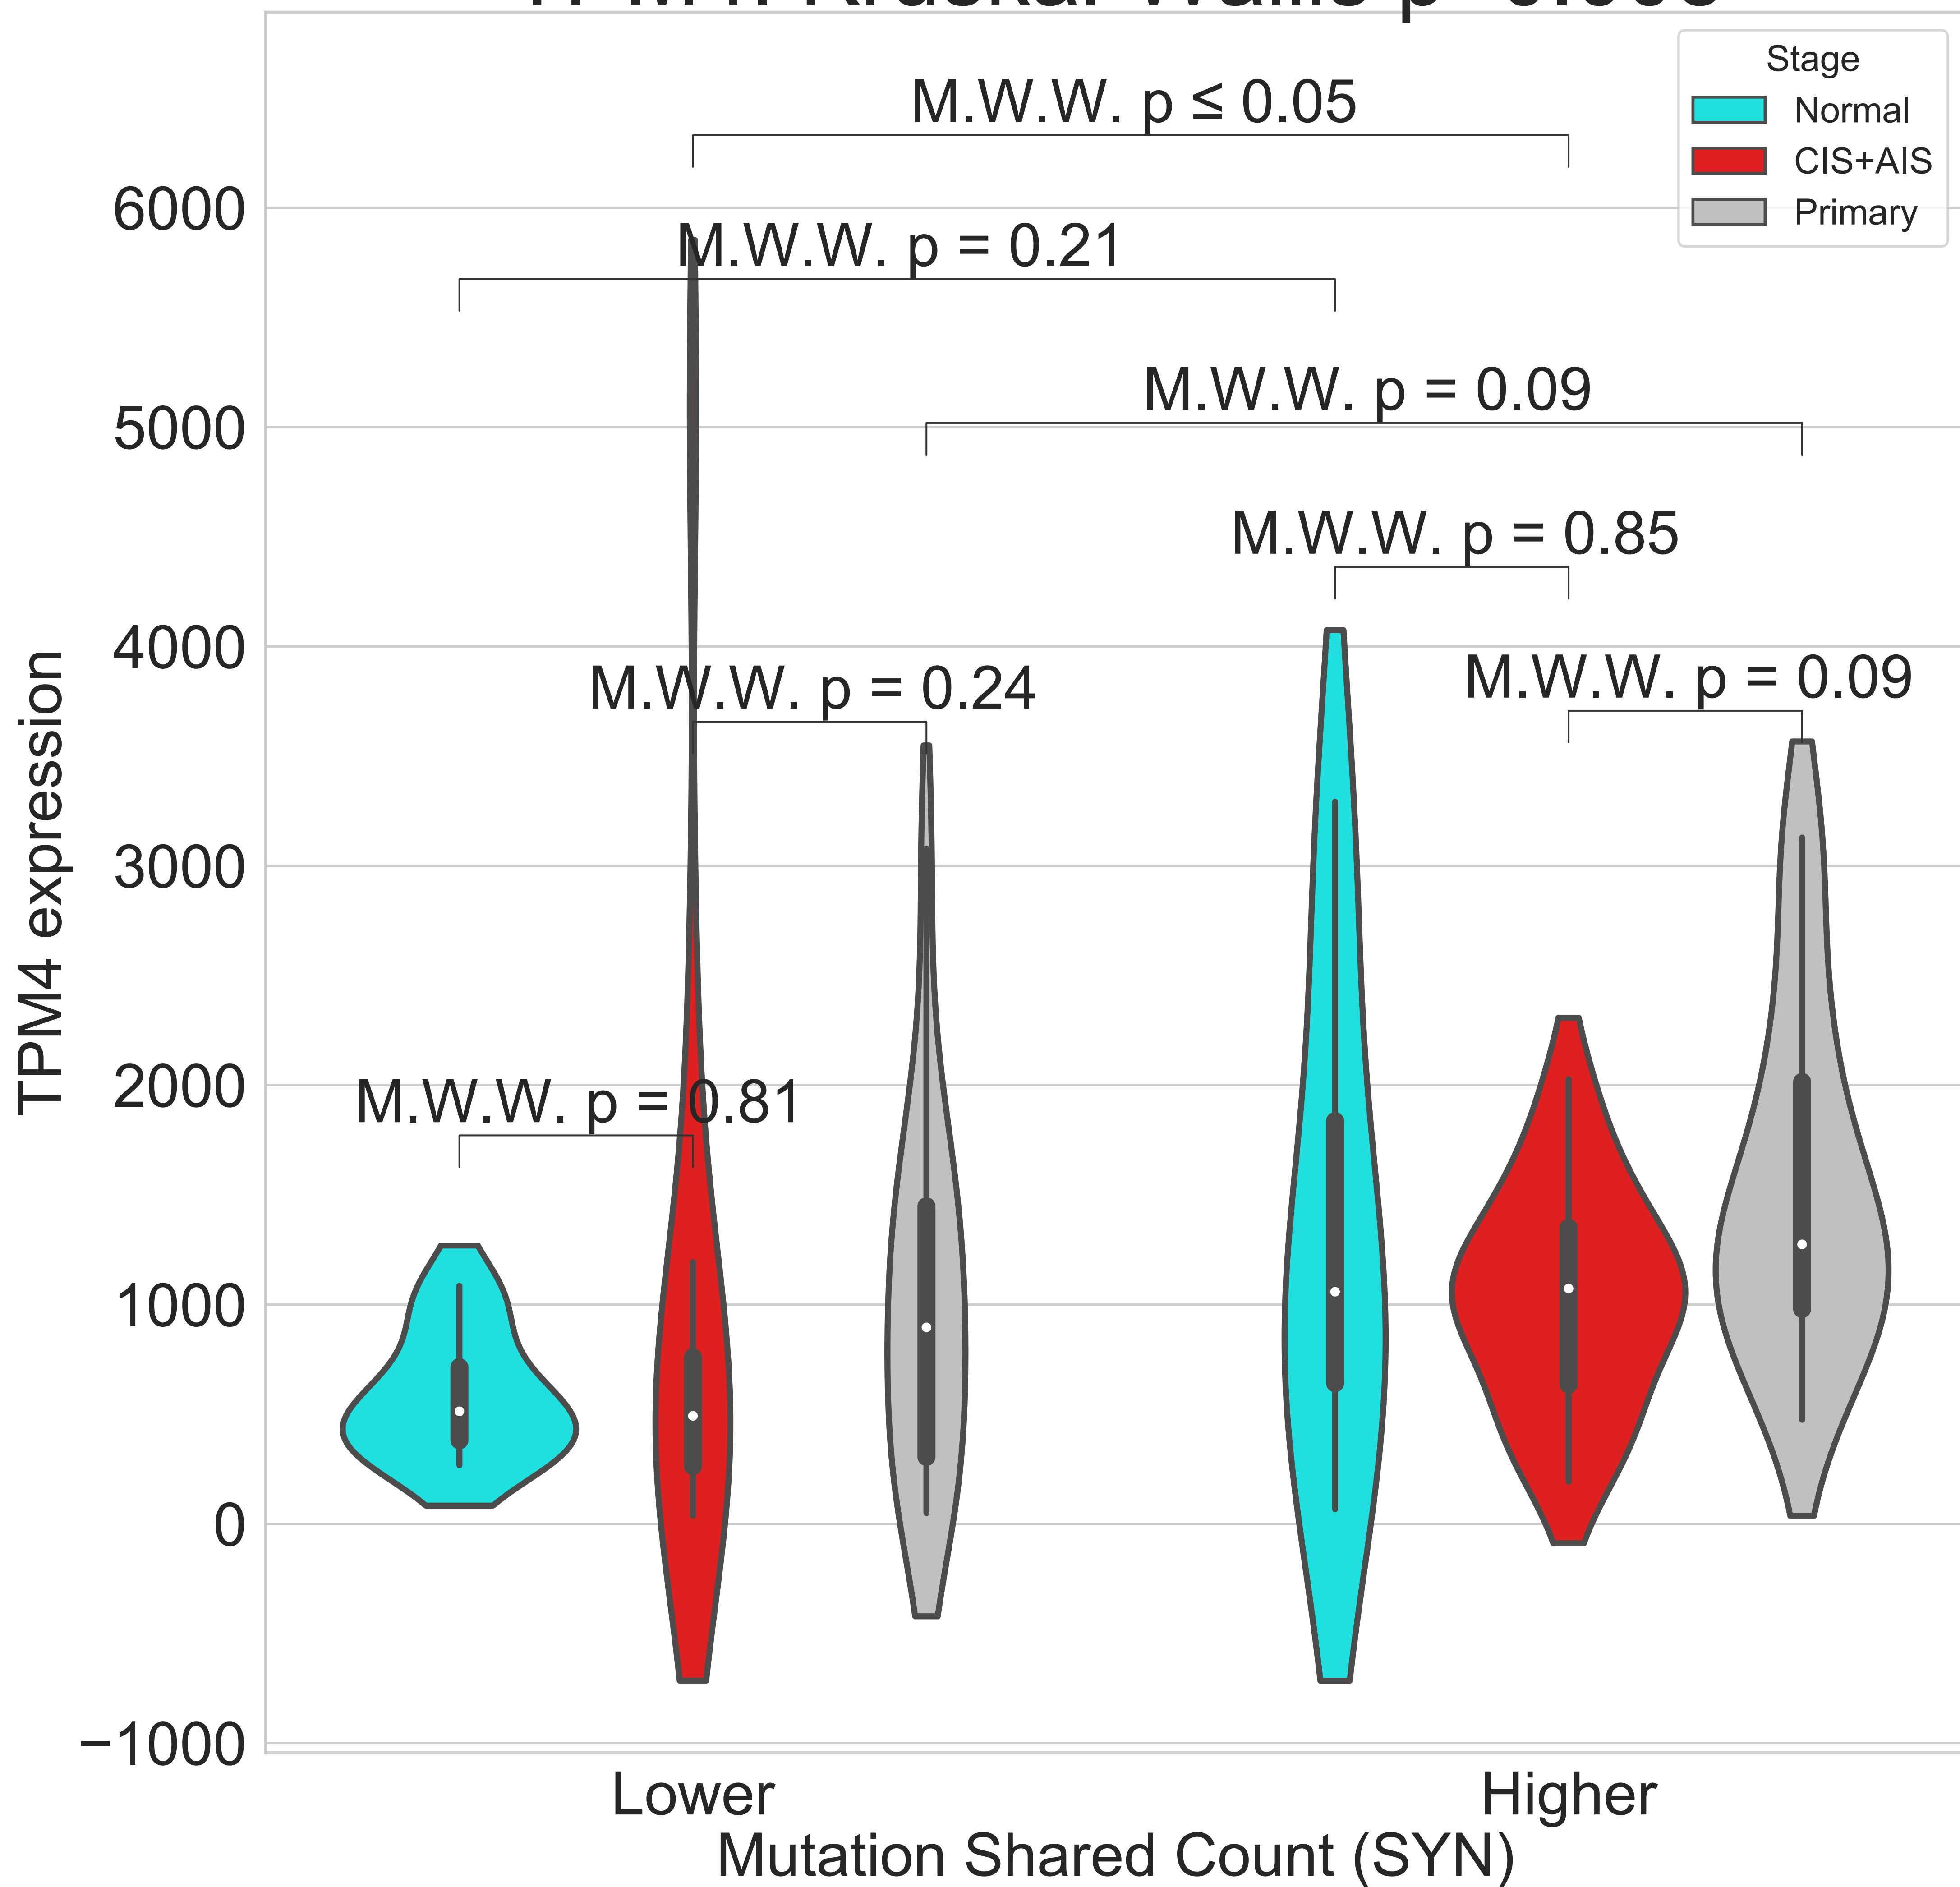 Stage
Normal
CIS+AIS
Primary
M.W.W. p ≤ 0.05
M.W.W. p = 0.21
M.W.W. p = 0.09
M.W.W. p = 0.85
M.W.W. p = 0.24
M.W.W. p = 0.09
M.W.W. p = 0.81
6000
5000
4000
3000
2000
1000
0
−1000
TPM4 expression
Lower
Higher
Mutation Shared Count (SYN)